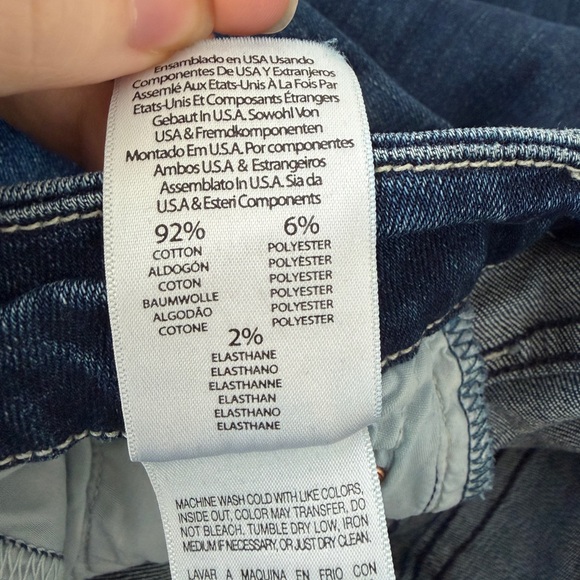 Ensamblado en USA Usando
Componentes De USA Y Extranjeros
Assemlé Aux Etats-Unis À La Fois Par
Etats-Unis Et Composants Étrangers
Gebaut In U.S.A. Sowohl Von
USA & Fremdkomponenten
Montado Em U.S.A. Por componentes
Ambos U.S.A & Estrangeiros
Assemblato In U.S.A. Sia da
U.S.A & Esteri Components
92%
COTTON
ALDOGÓN
COTON
BAUMWOLLE
ALGODÃO
COTONE
6%
POLYESTER
POLYÈSTER
POLYESTER
POLYESTER
POLYESTER
POLYESTER
2%
ELASTHANE
ELASTHANO
ELASTHANNE
ELASTHAN
ELASTHANO
ELASTHANE
MACHINE WASH COLD WITH LIKE COLORS,
INSIDE OUT, COLOR MAY TRANSFER, DO
NOT BLEACH, TUMBLE DRY LOW, IRON
MEDIUM IF NECESSARY, OR JUST DRY CLEAN.
LAVAR A MAQUINA EN FRIO CON